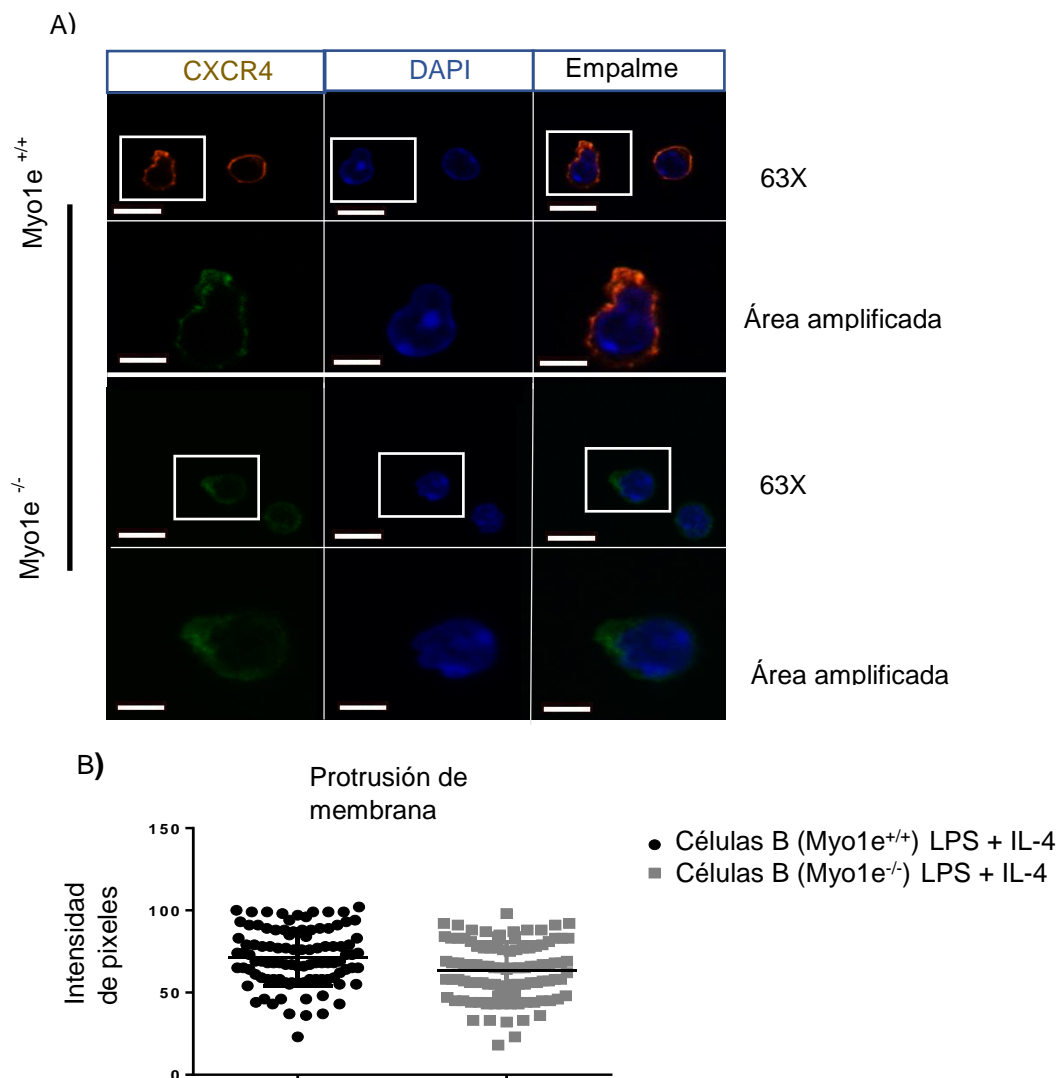 A)
CXCR4 DAPI Empalme
Myo1e +/+
63X
Área amplificada
Myo1e -/-
63X
Área amplificada
B)
Protrusión de
membrana
150
100
50
0
Intensidad
de pixeles
Células B (Myo1e+/+) LPS + IL-4
Células B (Myo1e-/-) LPS + IL-4